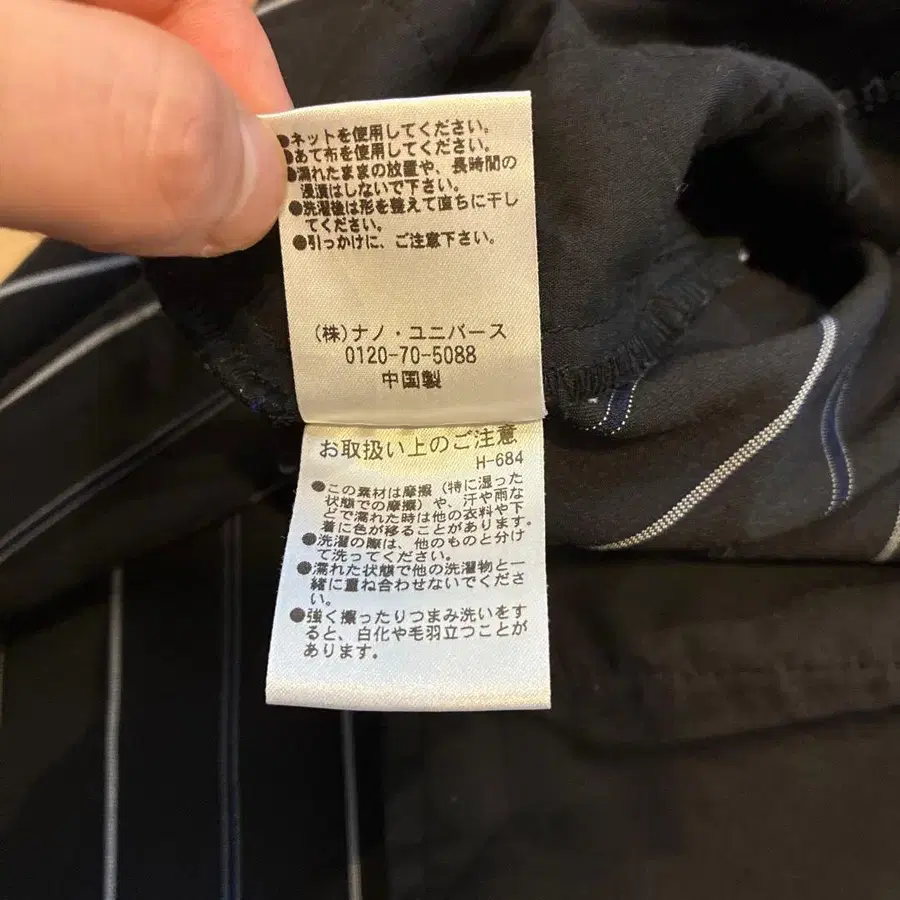 ●ネットを使用してください。
●あて布を使用してください。
●濡れたままの放置や、長時間の
浸漬はしないで下さい。
●洗濯後は形を整えて直ちに干し
てください。
●引っかけに、ご注意下さい。
(株)ナノ・ユニバース
0120-70-5088
中国製
お取扱い上のご注意
H-684
●この素材は摩擦(特に湿った
状態での摩擦)や、汗や雨な
どで濡れた時は他の衣料や下
着に色が移ることがあります。
●洗濯の際は、他のものと分け
て洗ってください。
●濡れた状態で他の洗濯物と一
緒に重ね合わせないでくださ
い。
●強く擦ったりつまみ洗いをす
ると、白化や毛羽立つことが
あります。